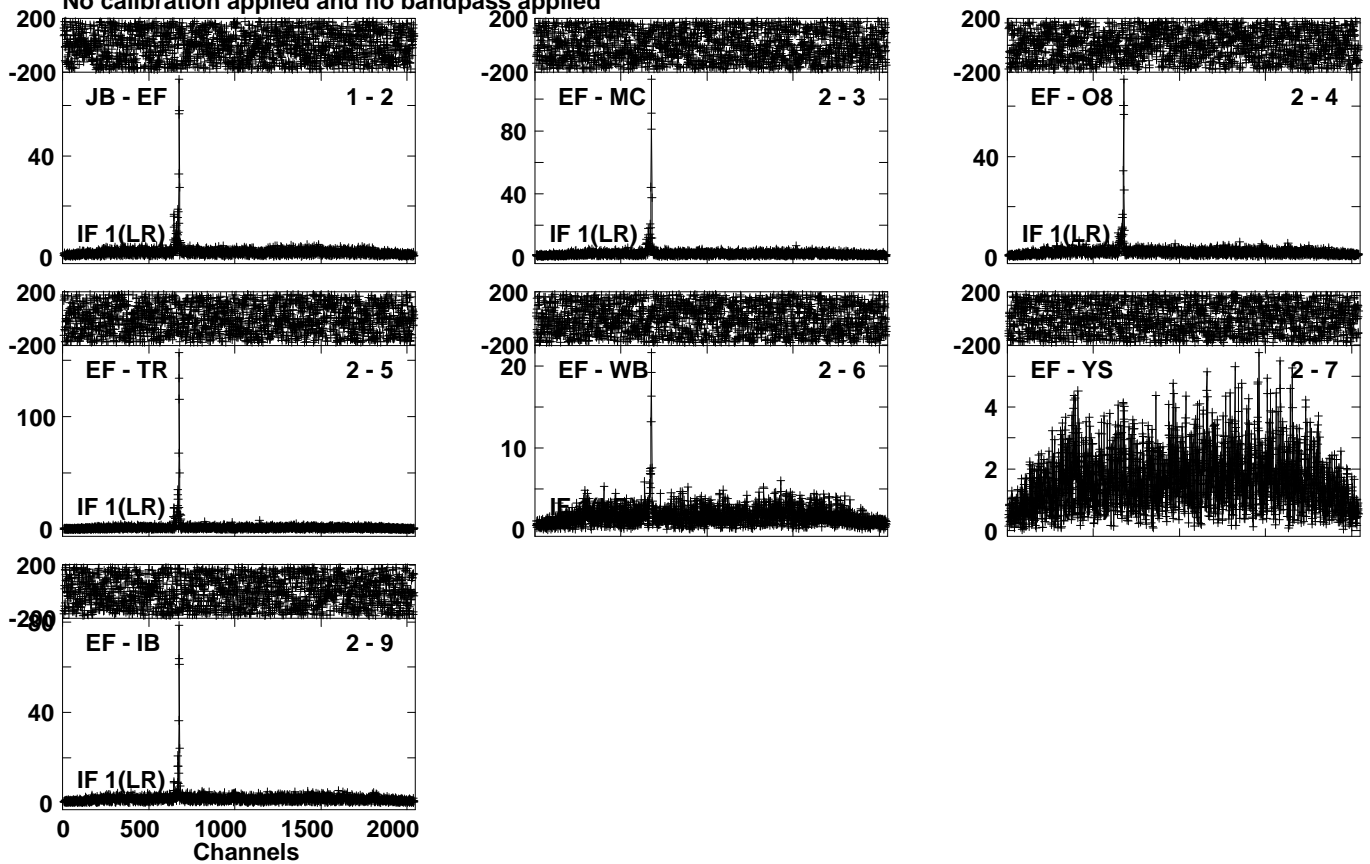 No calibration applied and no bandpass applied
200
-200
JB - EF 1 - 2
40
IF 1(LR)
0
200
-200
EF - MC 2 - 3
80
40
IF 1(LR)
0
200
-200
EF - O8 2 - 4
40
IF 1(LR)
0
200
-200
EF - TR 2 - 5
100
IF 1(LR)
0
200
-200
EF - WB 2 - 6
20
10
0
200
-200
EF - YS 2 - 7
4
2
0
200
-200
80
EF - IB 2 - 9
40
IF 1(LR)
0
0 500 1000 1500 2000
Channels